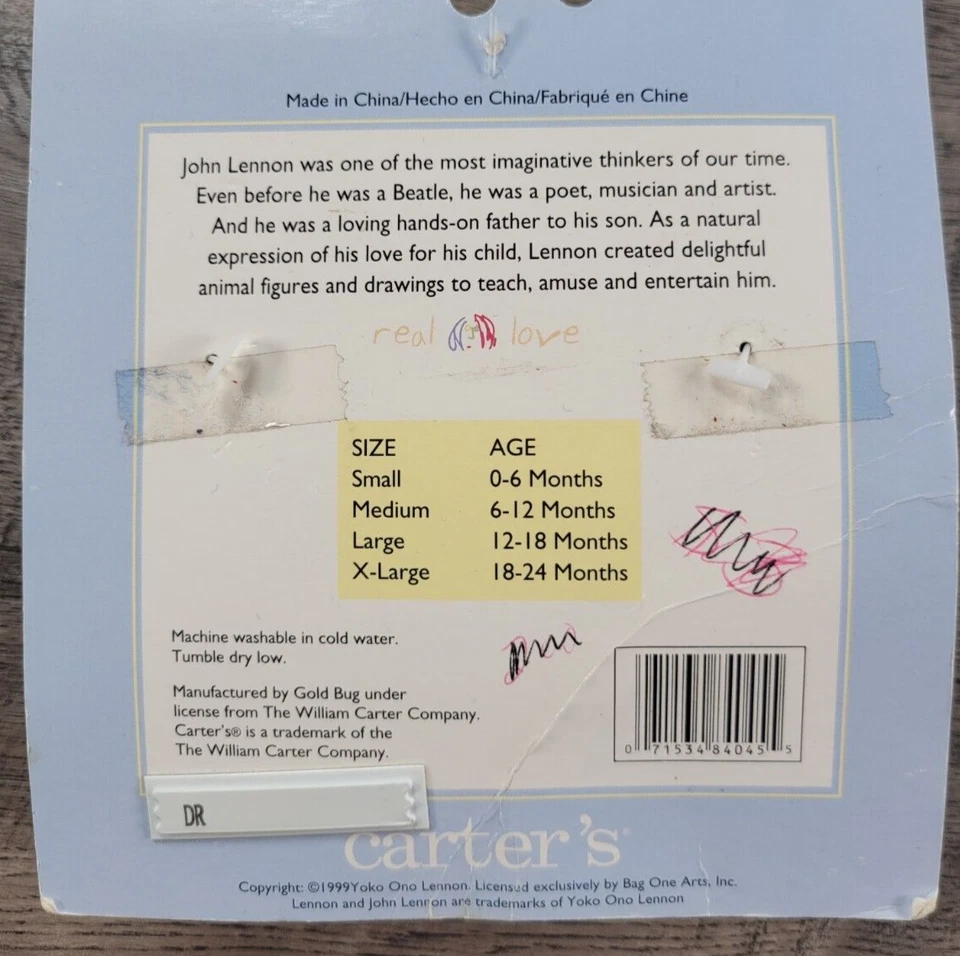 Made in China/Hecho en China/Fabriqué en Chine
John Lennon was one of the most imaginative thinkers of our time.
Even before he was a Beatle, he was a poet, musician and artist.
And he was a loving hands-on father to his son. As a natural
expression of his love for his child, Lennon created delightful
animal figures and drawings to teach, amuse and entertain him.
real love
SIZE AGE
Small 0-6 Months
Medium 6-12 Months
Large 12-18 Months
X-Large 18-24 Months
Machine washable in cold water.
Tumble dry low.
Manufactured by Gold Bug under
license from The William Carter Company.
Carter's® is a trademark of the
The William Carter Company.
0 71534 84045 5
DR
carter's
Copyright: ©1999Yoko Ono Lennon. Licensed exclusively by Bag One Arts, Inc.
Lennon and John Lennon are trademarks of Yoko Ono Lennon